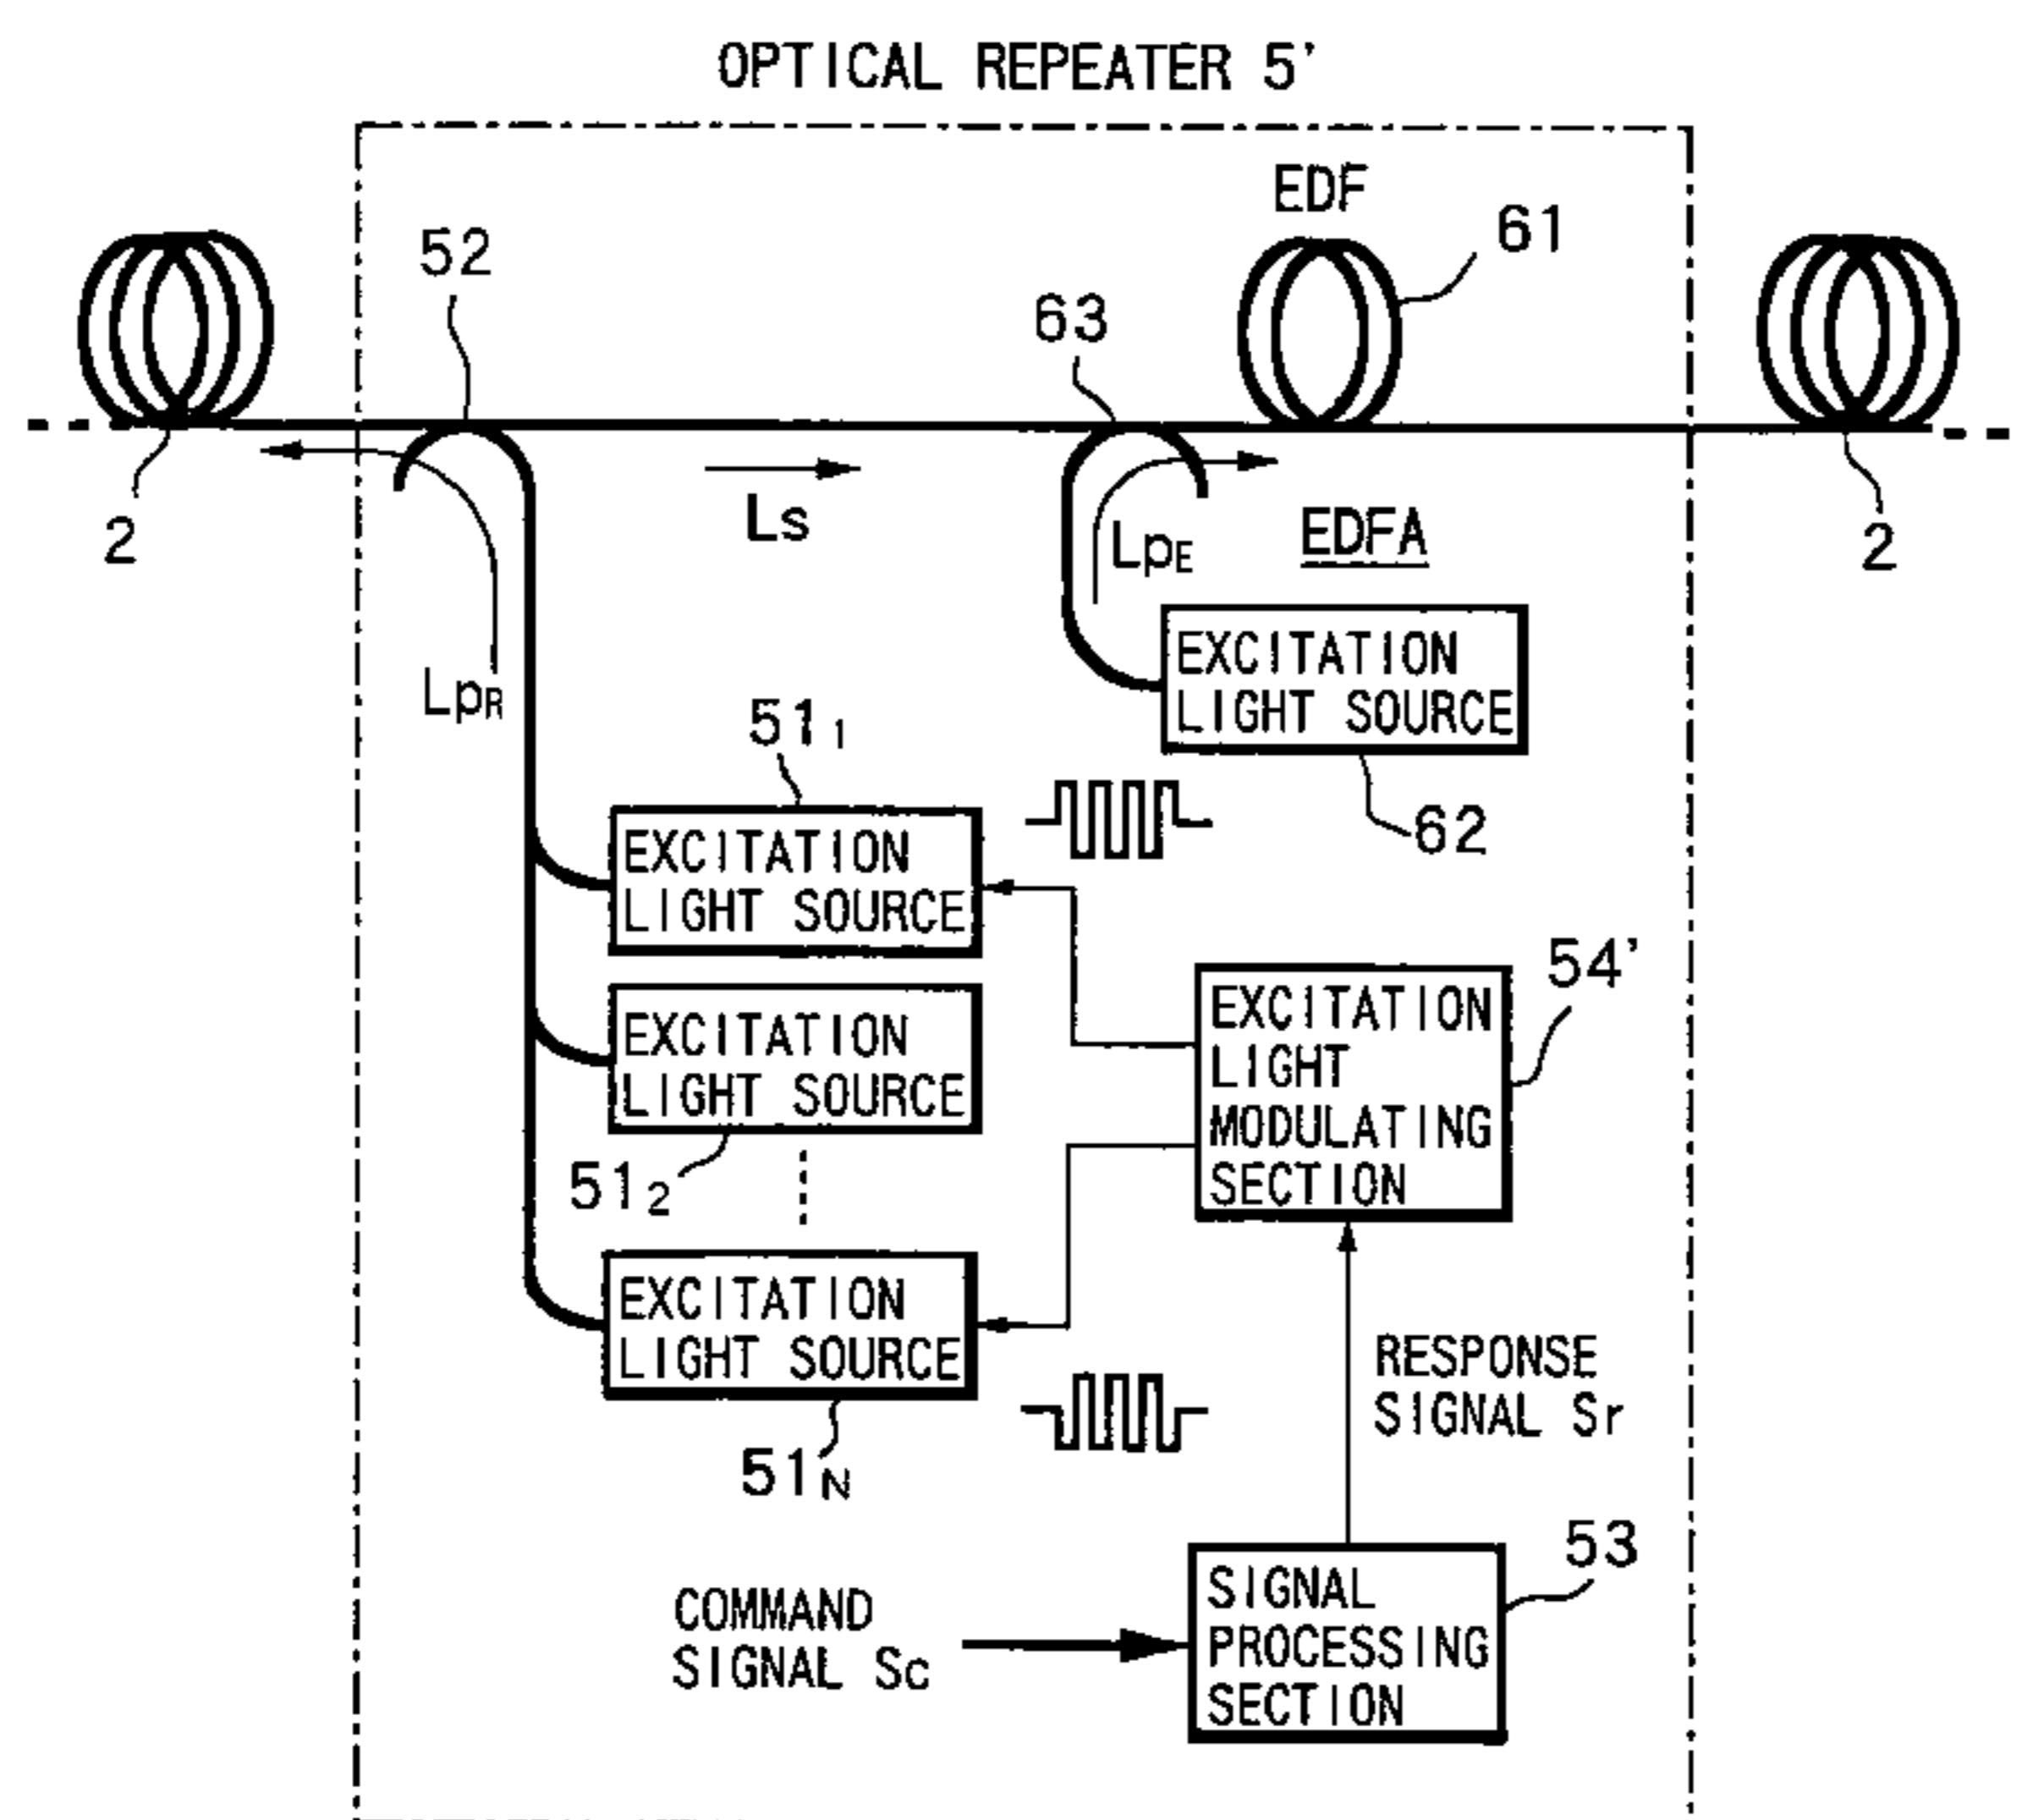 OPTICAL REPEATER 5'
EDF
61
52
63
2
Ls
LpE
EDFA
2
EXCITATION
LIGHT SOURCE
LpR
511
62
EXCITATION
LIGHT SOURCE
54'
EXCITATION
LIGHT
MODULATING
SECTION
EXCITATION
LIGHT SOURCE
512
EXCITATION
LIGHT SOURCE
RESPONSE
SIGNAL Sr
51N
53
COMMAND
SIGNAL Sc
SIGNAL
PROCESSING
SECTION